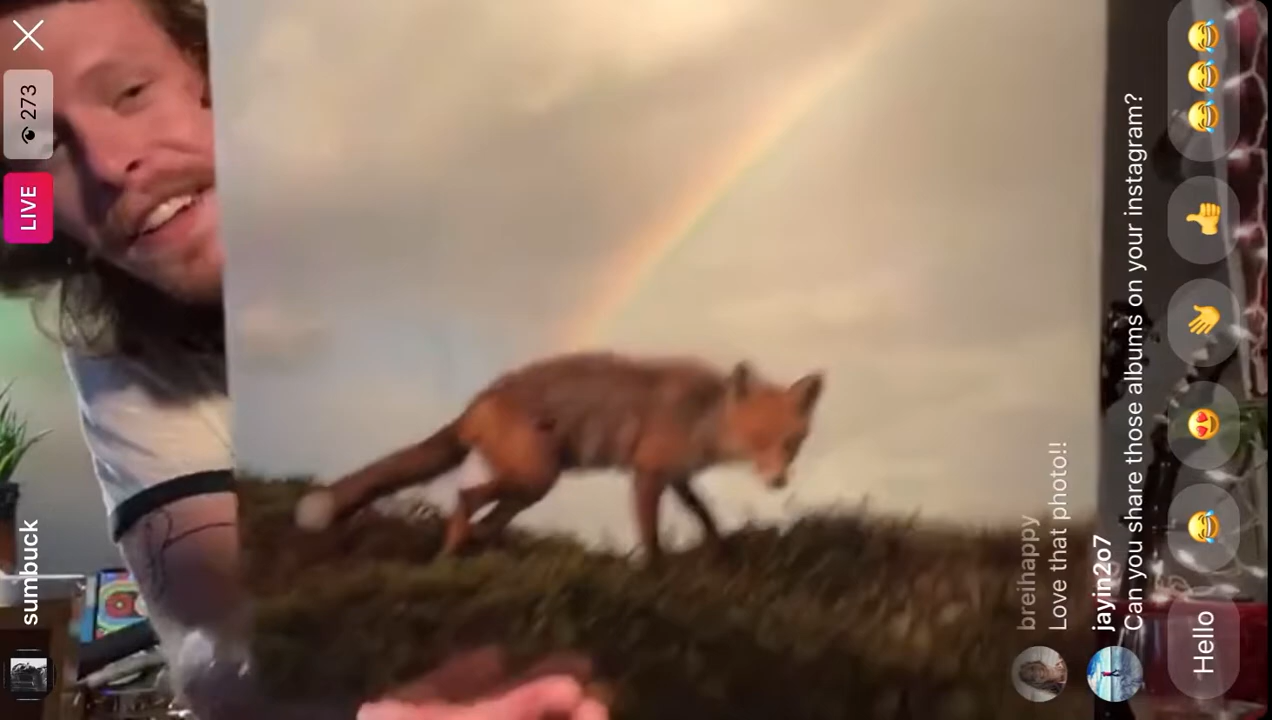 sumbuck
LIVE
273
breihappy
Love that photo!!
jayin2o7
Can you share those albums on your instagram?
Hello